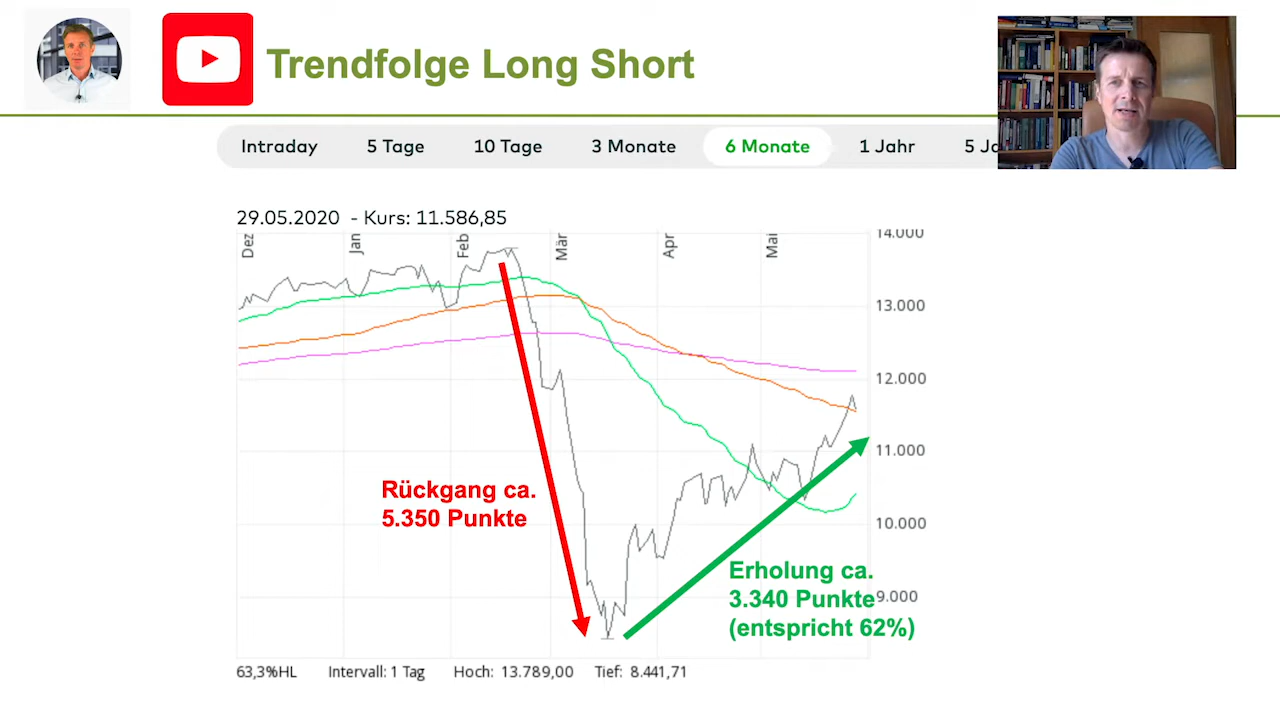 Trendfolge Long Short
Intraday 5 Tage 10 Tage 3 Monate 6 Monate 1 Jahr 5 Ja
29.05.2020 - Kurs: 11.586,85
Dez Jan Feb Mär Apr Mai
14.000
13.000
12.000
11.000
10.000
9.000
Rückgang ca.
5.350 Punkte
Erholung ca.
3.340 Punkte
(entspricht 62%)
63,3%HL Intervall: 1 Tag Hoch: 13.789,00 Tief: 8.441,71